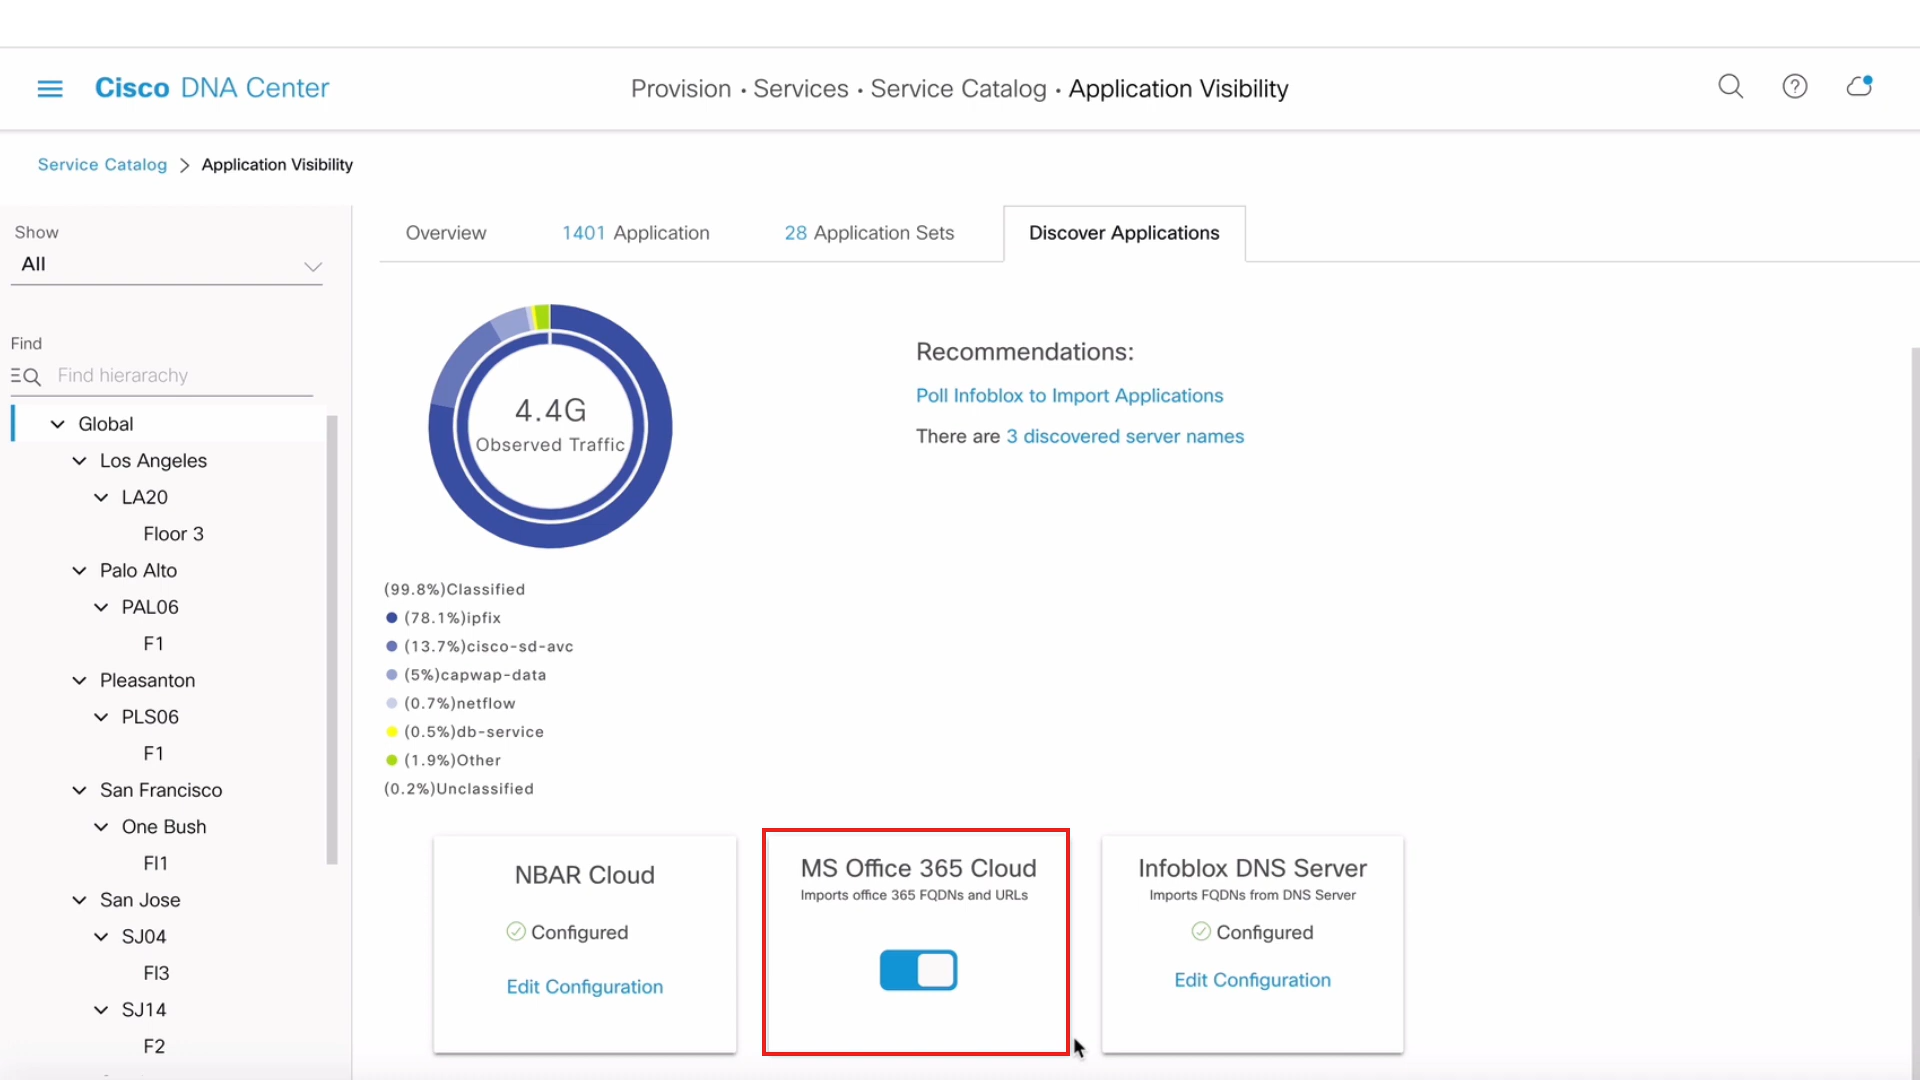 Cisco DNA Center
Provision • Services • Service Catalog • Application Visibility
?
Service Catalog > Application Visibility
Show
All
Find
Find hierarachy
Global
Los Angeles
LA20
Floor 3
Palo Alto
PAL06
F1
Pleasanton
PLS06
F1
San Francisco
One Bush
FI1
San Jose
SJ04
FI3
SJ14
F2
Overview
1401 Application
28 Application Sets
Discover Applications
4.4G
Observed Traffic
Recommendations:
Poll Infoblox to Import Applications
There are 3 discovered server names
(99.8%)Classified
(78.1%)ipfix
(13.7%)cisco-sd-avc
(5%)capwap-data
(0.7%)netflow
(0.5%)db-service
(1.9%)Other
(0.2%)Unclassified
NBAR Cloud
Configured
Edit Configuration
MS Office 365 Cloud
Imports office 365 FQDNs and URLs
Infoblox DNS Server
Imports FQDNs from DNS Server
Configured
Edit Configuration